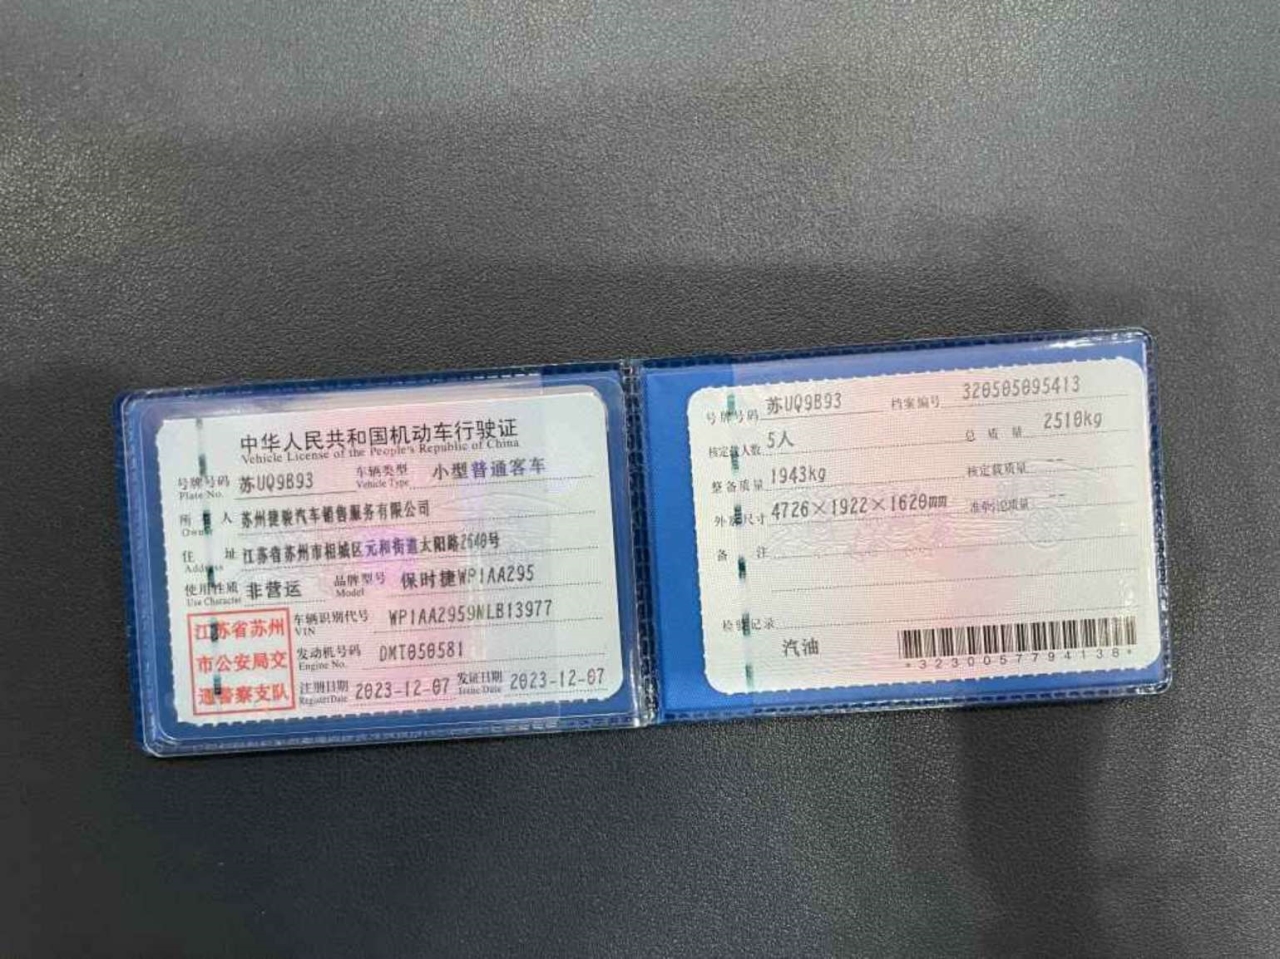 中华人民共和国机动车行驶证
Vehicle License of the People's Republic of China
号牌号码 Plate No. 苏UQ9B93 车辆类型 Vehicle Type 小型普通客车
所有人 Owner 苏州捷骏汽车销售服务有限公司
住址 Address 江苏省苏州市相城区元和街道太阳路2640号
使用性质 Use Character 非营运 品牌型号 Model 保时捷WP1AA295
江苏省苏州市公安局交通警察支队
车辆识别代号 VIN WP1AA2959NLB13977
发动机号码 Engine No. DMT050581
注册日期 Register Date 2023-12-07 发证日期 Issue Date 2023-12-07
号牌号码 苏UQ9B93 档案编号 320505095413
核定载人数 5人 总质量 2510kg
整备质量 1943kg 核定载质量 --
外廓尺寸 4726×1922×1620mm 准牵引总质量 --
备注
检验记录
汽油
*3230057794138*